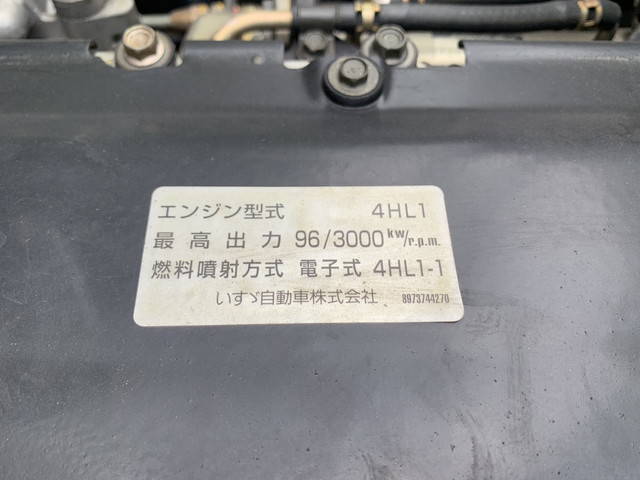 エンジン型式 4HL1
最高出力 96/3000 kW/r.p.m.
燃料噴射方式 電子式 4HL1-1
いすゞ自動車株式会社 8973744270